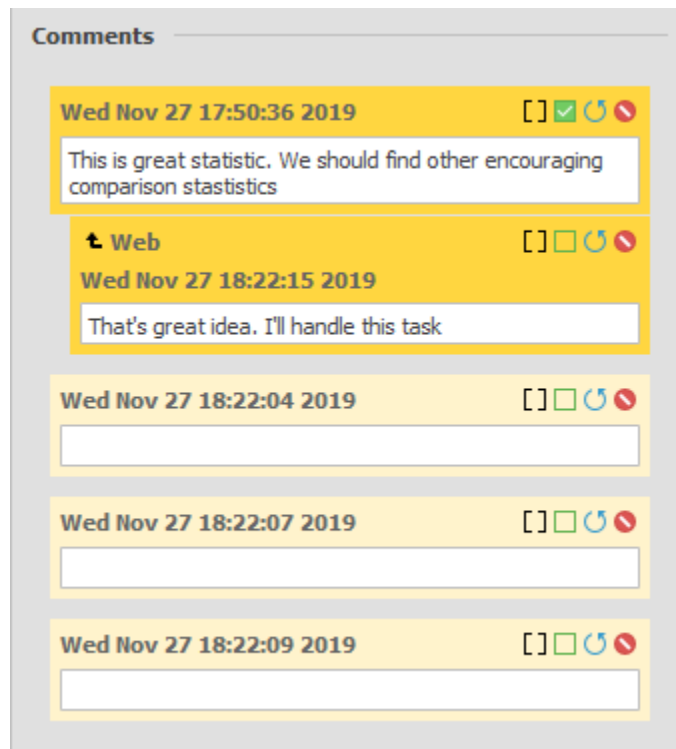 Comments
Wed Nov 27 17:50:36 2019
This is great statistic. We should find other encouraging
comparison stastistics
Web
Wed Nov 27 18:22:15 2019
That's great idea. I'll handle this task
Wed Nov 27 18:22:04 2019
Wed Nov 27 18:22:07 2019
Wed Nov 27 18:22:09 2019